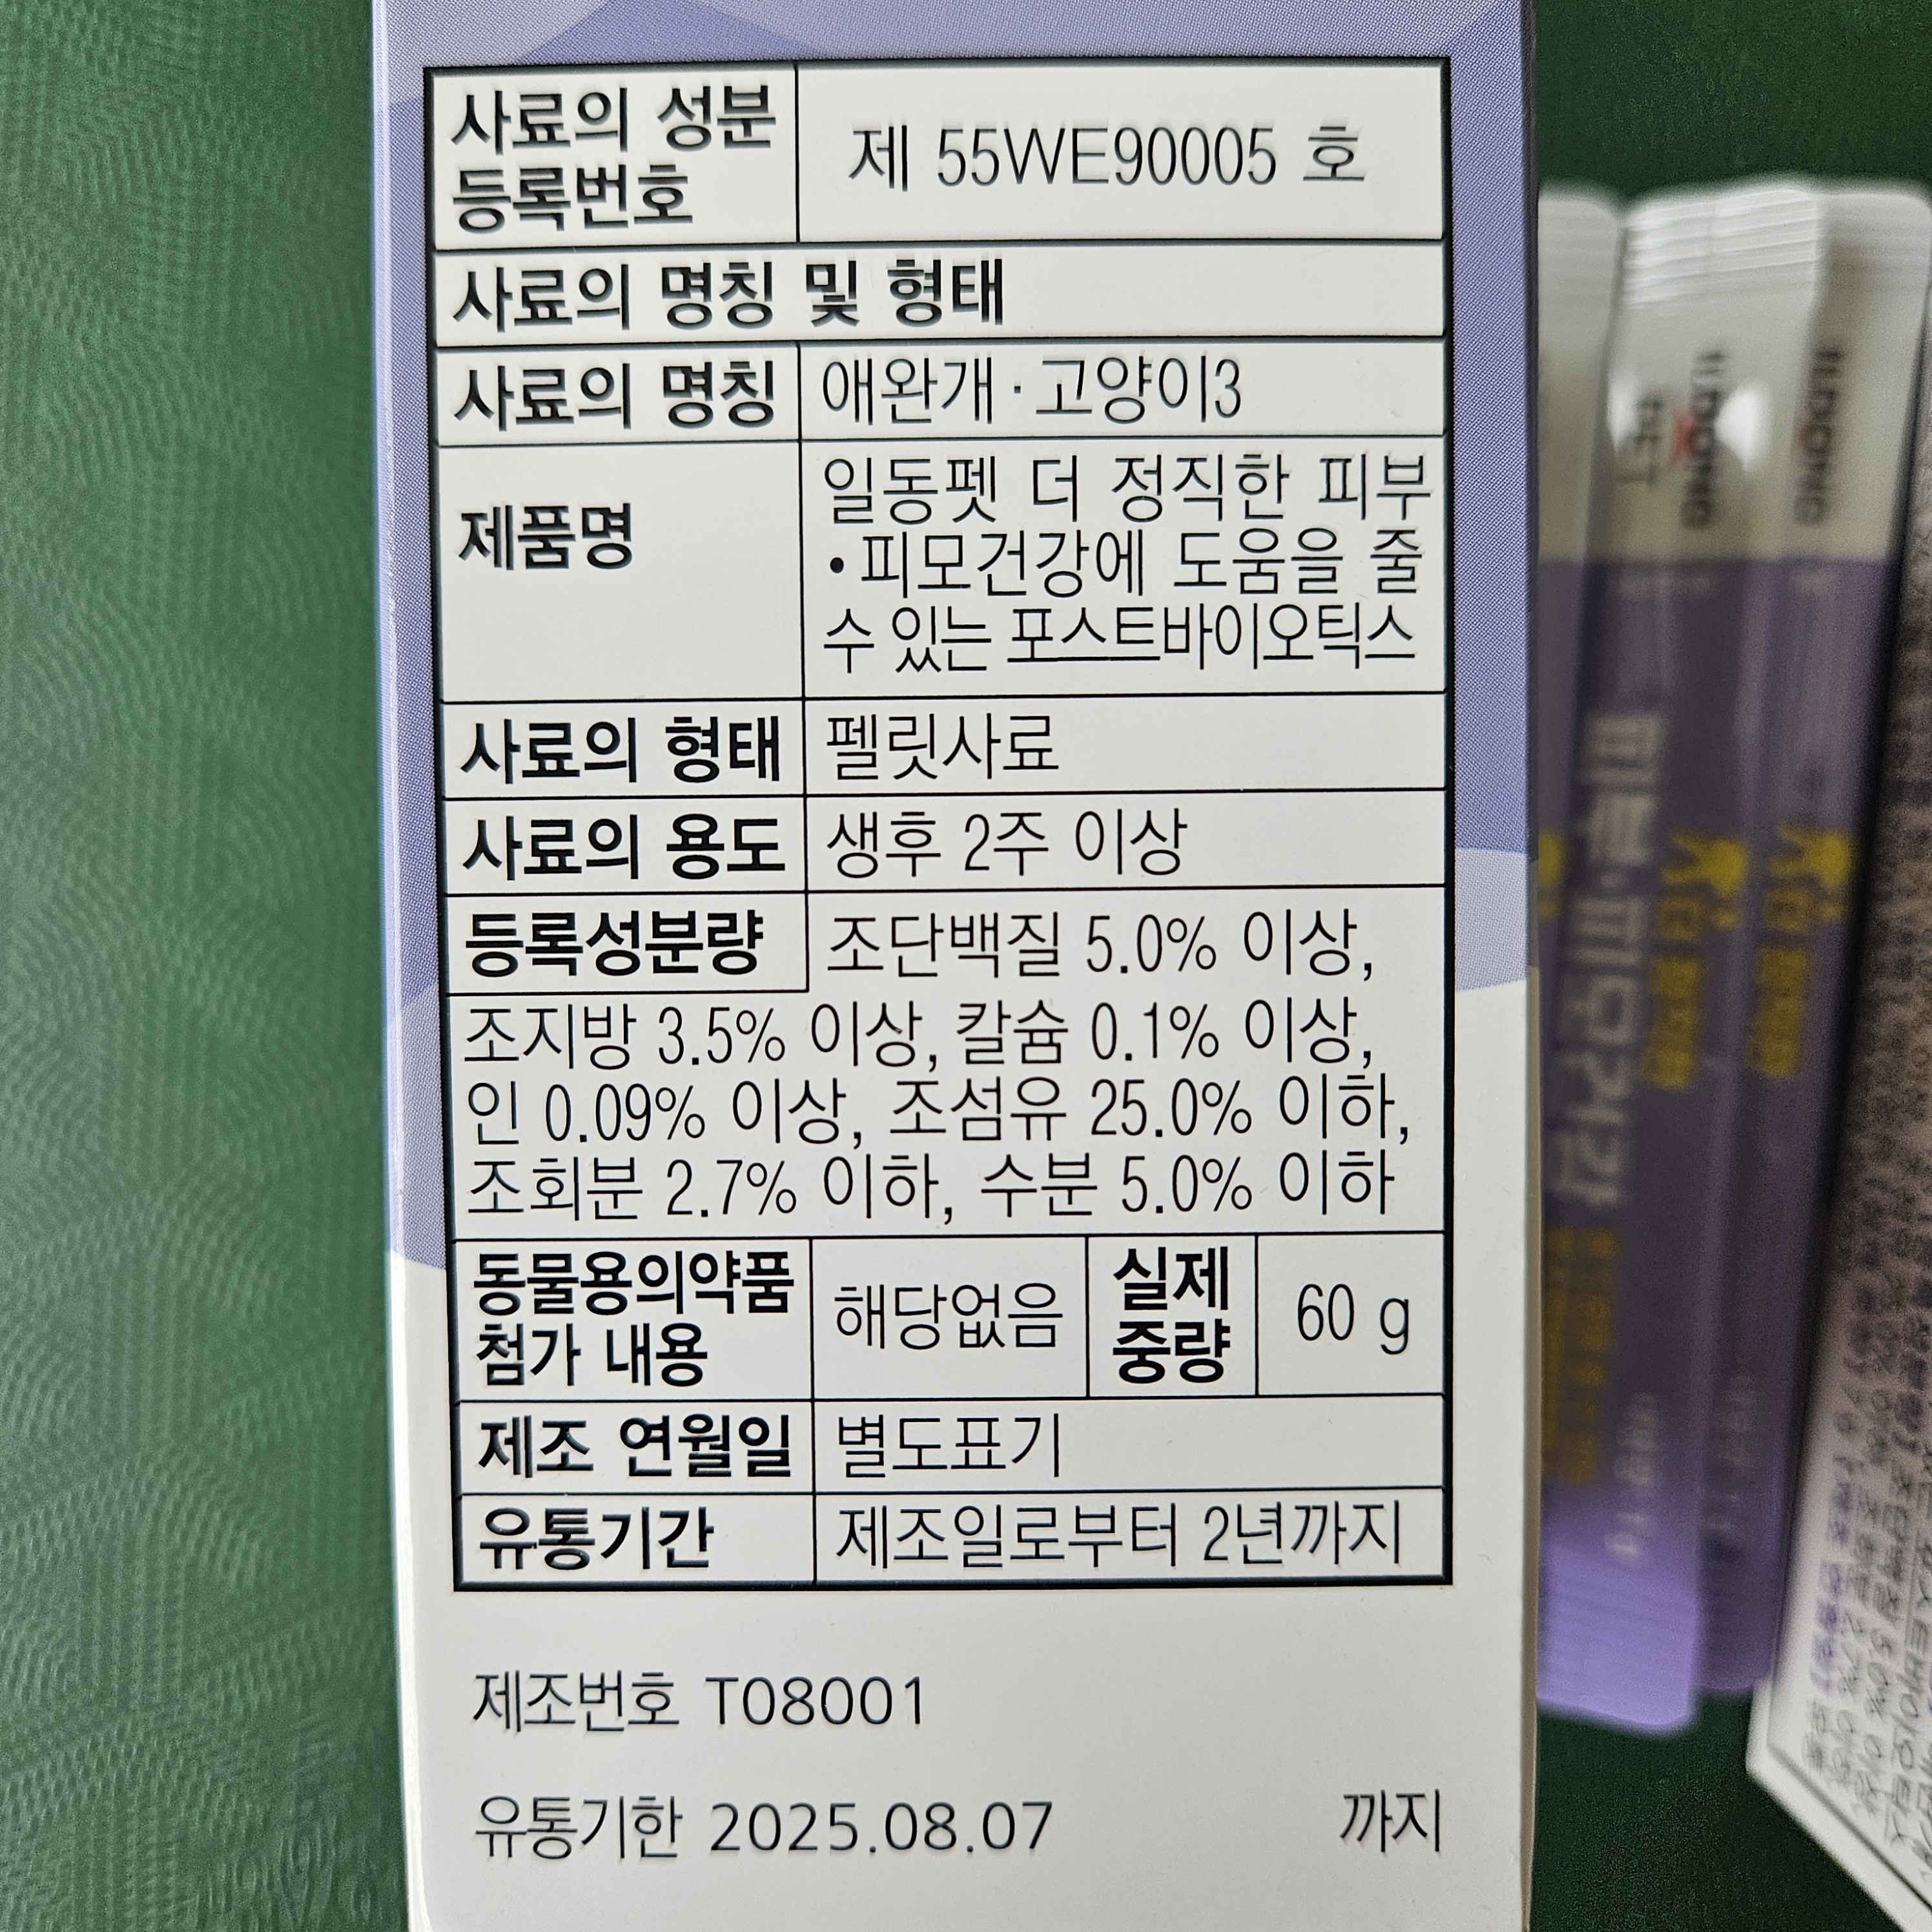 사료의 성분
등록번호
제 55WE90005 호
사료의 명칭 및 형태
사료의 명칭
애완개·고양이3
제품명
일동펫 더 정직한 피부
•피모건강에 도움을 줄
수 있는 포스트바이오틱스
사료의 형태
펠릿사료
사료의 용도
생후 2주 이상
등록성분량
조단백질 5.0% 이상,
조지방 3.5% 이상, 칼슘 0.1% 이상,
인 0.09% 이상, 조섬유 25.0% 이하,
조회분 2.7% 이하, 수분 5.0% 이하
동물용의약품
첨가 내용
해당없음
실제
중량
60 g
제조 연월일
별도표기
유통기간
제조일로부터 2년까지
제조번호 T08001
유통기한 2025.08.07 까지
ILDONG
PET
ILDONG
피부·피모건강